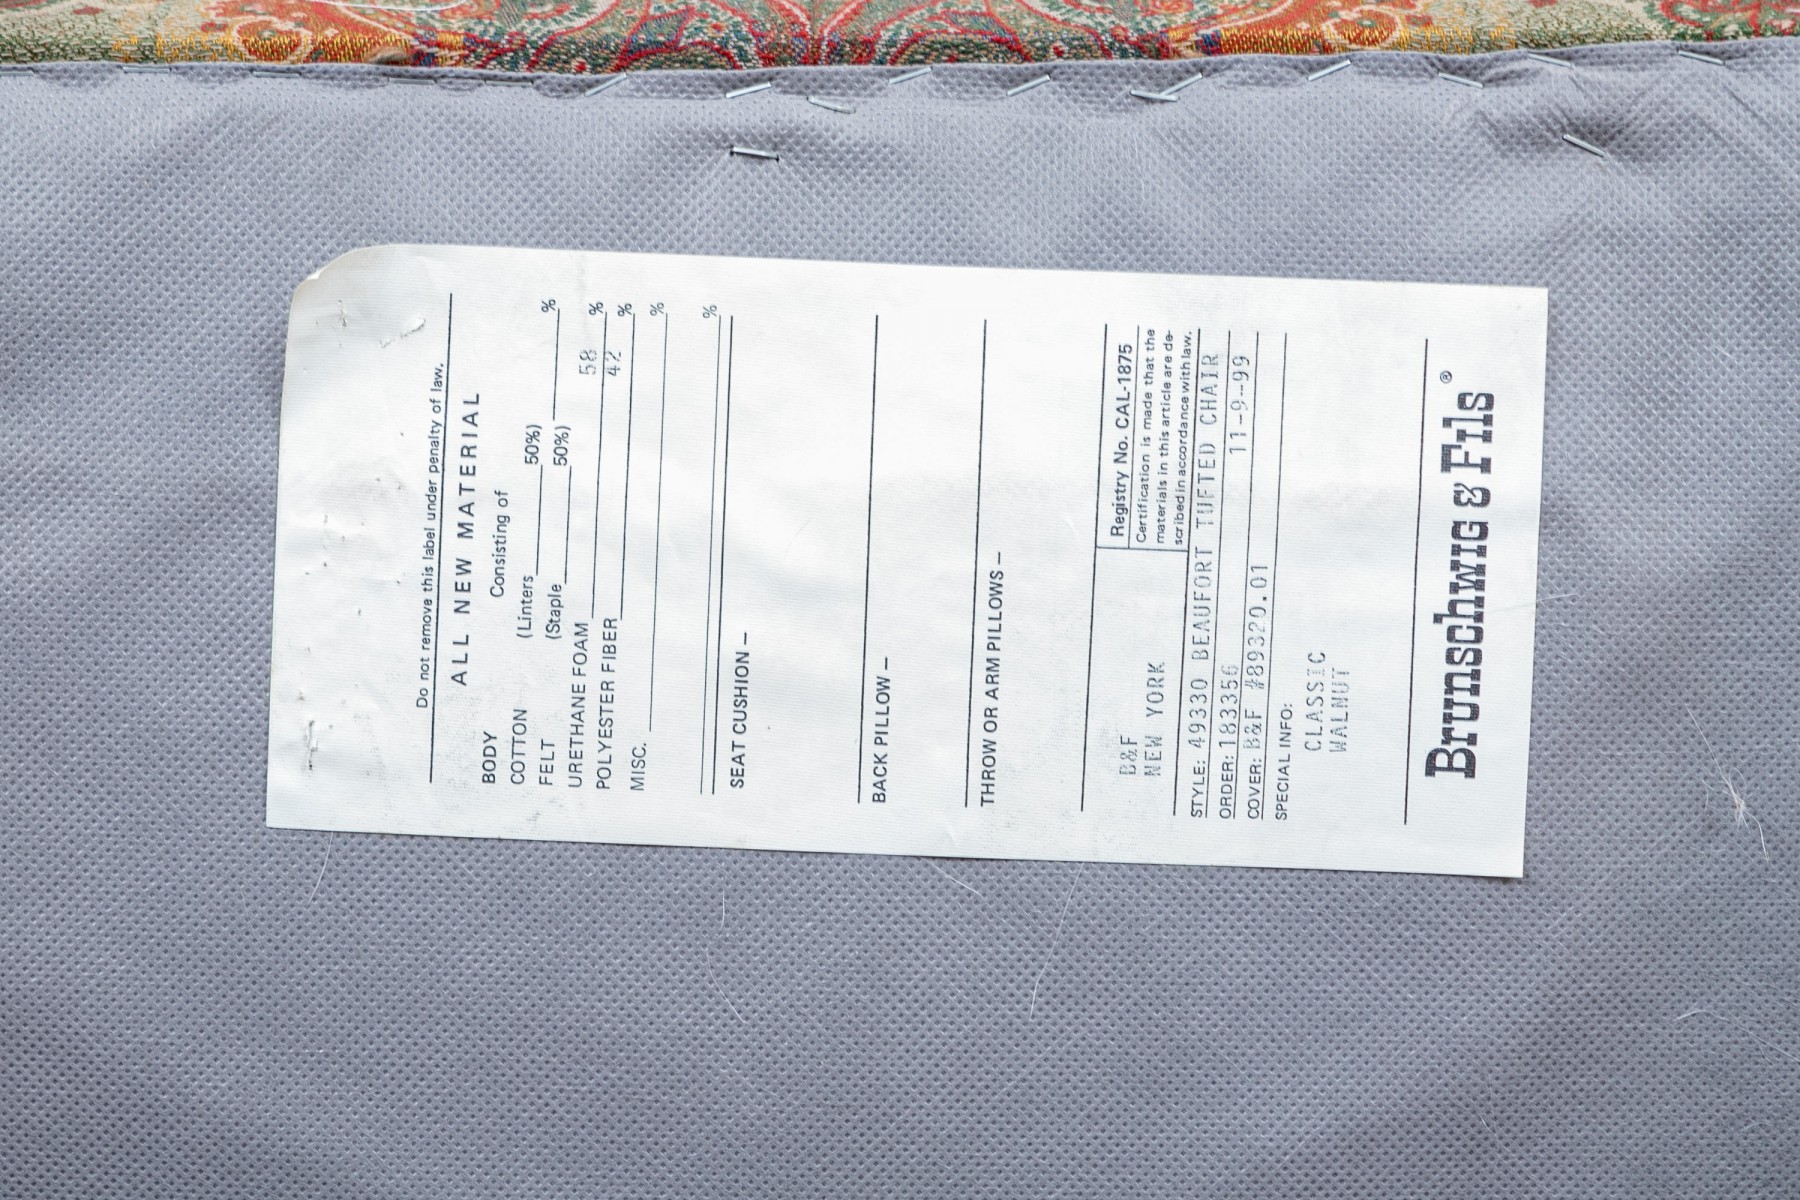 Do not remove this label under penalty of law.
ALL NEW MATERIAL
Consisting of
BODY
COTTON (Linters 50%)
FELT (Staple 50%) %
URETHANE FOAM 58 %
POLYESTER FIBER 42 %
MISC. %
%
SEAT CUSHION –
BACK PILLOW –
THROW OR ARM PILLOWS –
Registry No. CAL-1875
Certification is made that the
materials in this article are de-
scribed in accordance with law.
B&F
NEW YORK
STYLE: 49330 BEAUFORT TUFTED CHAIR
ORDER: 183356 11-9-99
COVER: B&F #89320.01
SPECIAL INFO:
CLASSIC
WALNUT
Brunschwig & Fils ®